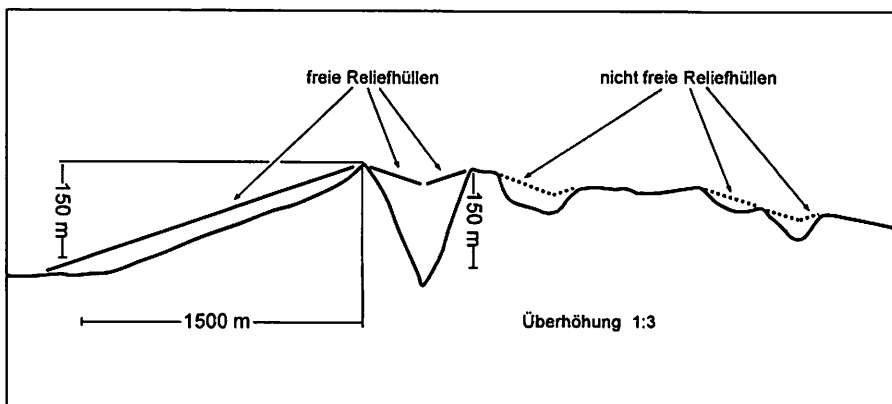 freie Reliefhüllen
nicht freie Reliefhüllen
150 m
150 m
1500 m
Überhöhung 1:3